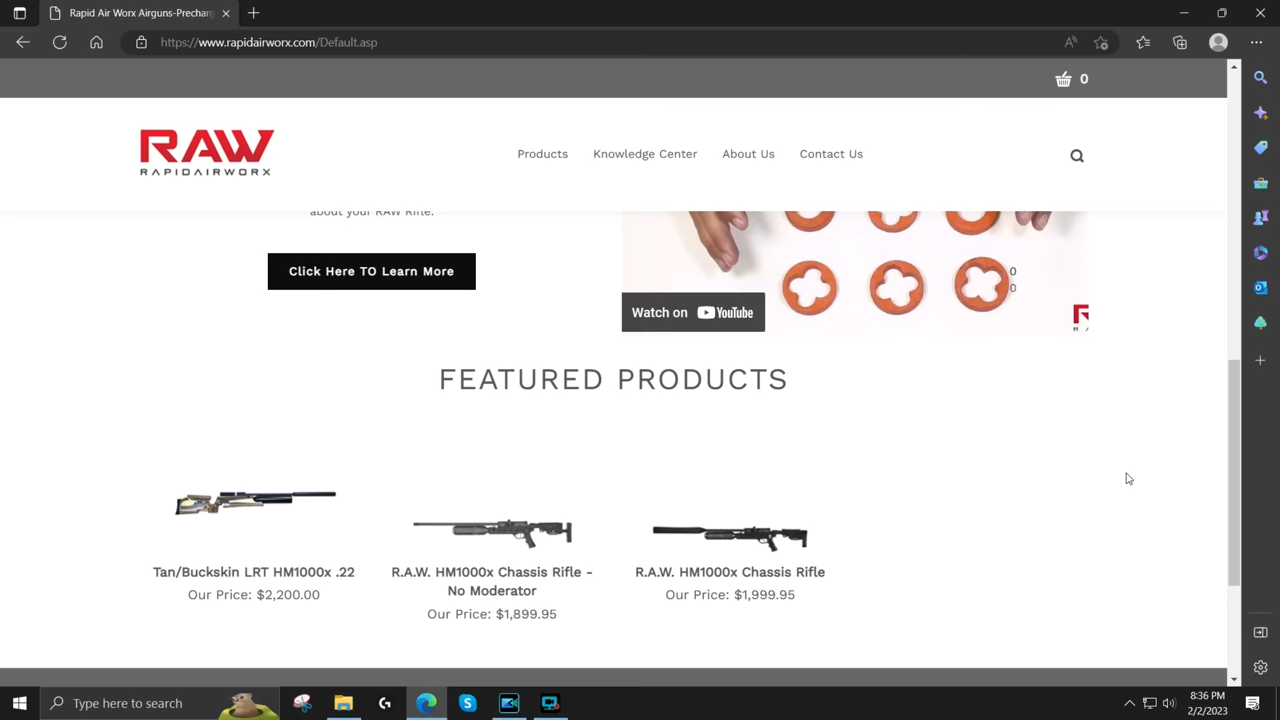 Rapid Air Worx Airguns-Precharg
https://www.rapidairworx.com/Default.asp
0
RAW
RAPIDAIRWORX
Products
Knowledge Center
About Us
Contact Us
about your RAW Rifle.
Click Here TO Learn More
0
0
Watch on YouTube
FEATURED PRODUCTS
Tan/Buckskin LRT HM1000x .22
Our Price: $2,200.00
R.A.W. HM1000x Chassis Rifle -
No Moderator
Our Price: $1,899.95
R.A.W. HM1000x Chassis Rifle
Our Price: $1,999.95
Type here to search
8:36 PM
2/2/2023